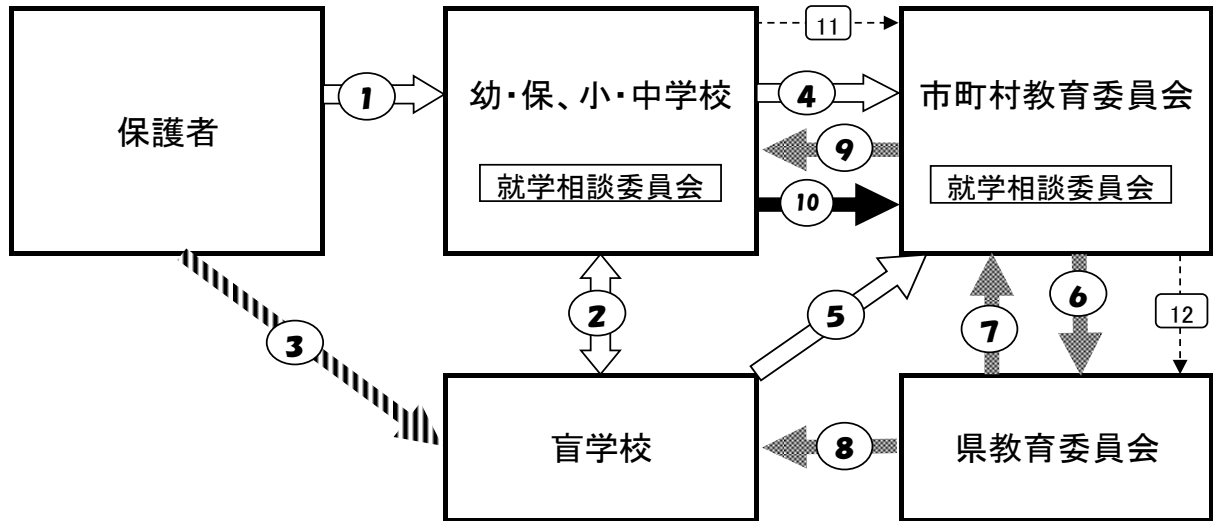 保護者
1
幼・保、小・中学校
就学相談委員会
11
4
9
10
市町村教育委員会
就学相談委員会
3
2
5
7
6
12
盲学校
8
県教育委員会